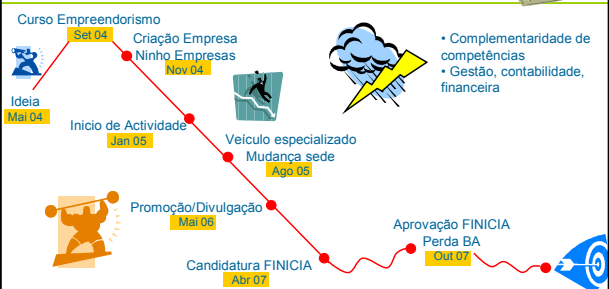 Curso Empreendorismo
Set 04
Criação Empresa
Ninho Empresas
Nov 04
• Complementaridade de
competências
• Gestão, contabilidade,
financeira
Ideia
Mai 04
Inicio de Actividade
Jan 05
Veículo especializado
Mudança sede
Ago 05
Promoção/Divulgação
Mai 06
Candidatura FINICIA
Abr 07
Aprovação FINICIA
Perda BA
Out 07